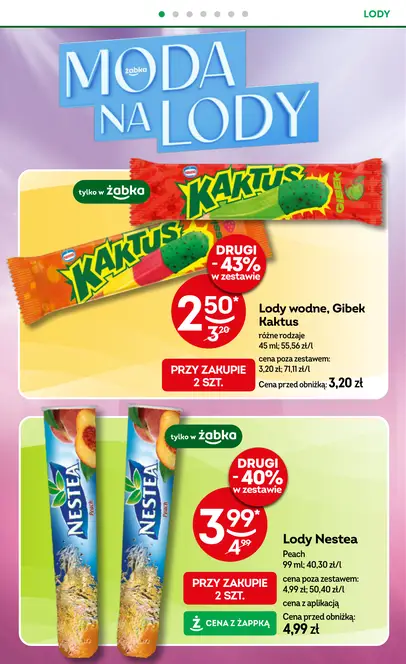 LODY
MODA
żabka
NA LODY
tylko w żabka
KAKTUS
GIBEK
KAKTUS
DRUGI
- 43%
w zestawie
2 50*
3,20
PRZY ZAKUPIE
2 SZT.
Lody wodne, Gibek
Kaktus
różne rodzaje
45 ml; 55,56 zł/l
cena poza zestawem:
3,20 zł; 71,11 zł/l
Cena przed obniżką: 3,20 zł
tylko w żabka
NESTEA
Peach
NESTEA
Peach
DRUGI
- 40%
w zestawie
3 99*
4,99
PRZY ZAKUPIE
2 SZT.
Ż CENA Z ŻAPPKĄ
Lody Nestea
Peach
99 ml; 40,30 zł/l
cena poza zestawem:
4,99 zł; 50,40 zł/l
cena z aplikacją
Cena przed obniżką:
4,99 zł